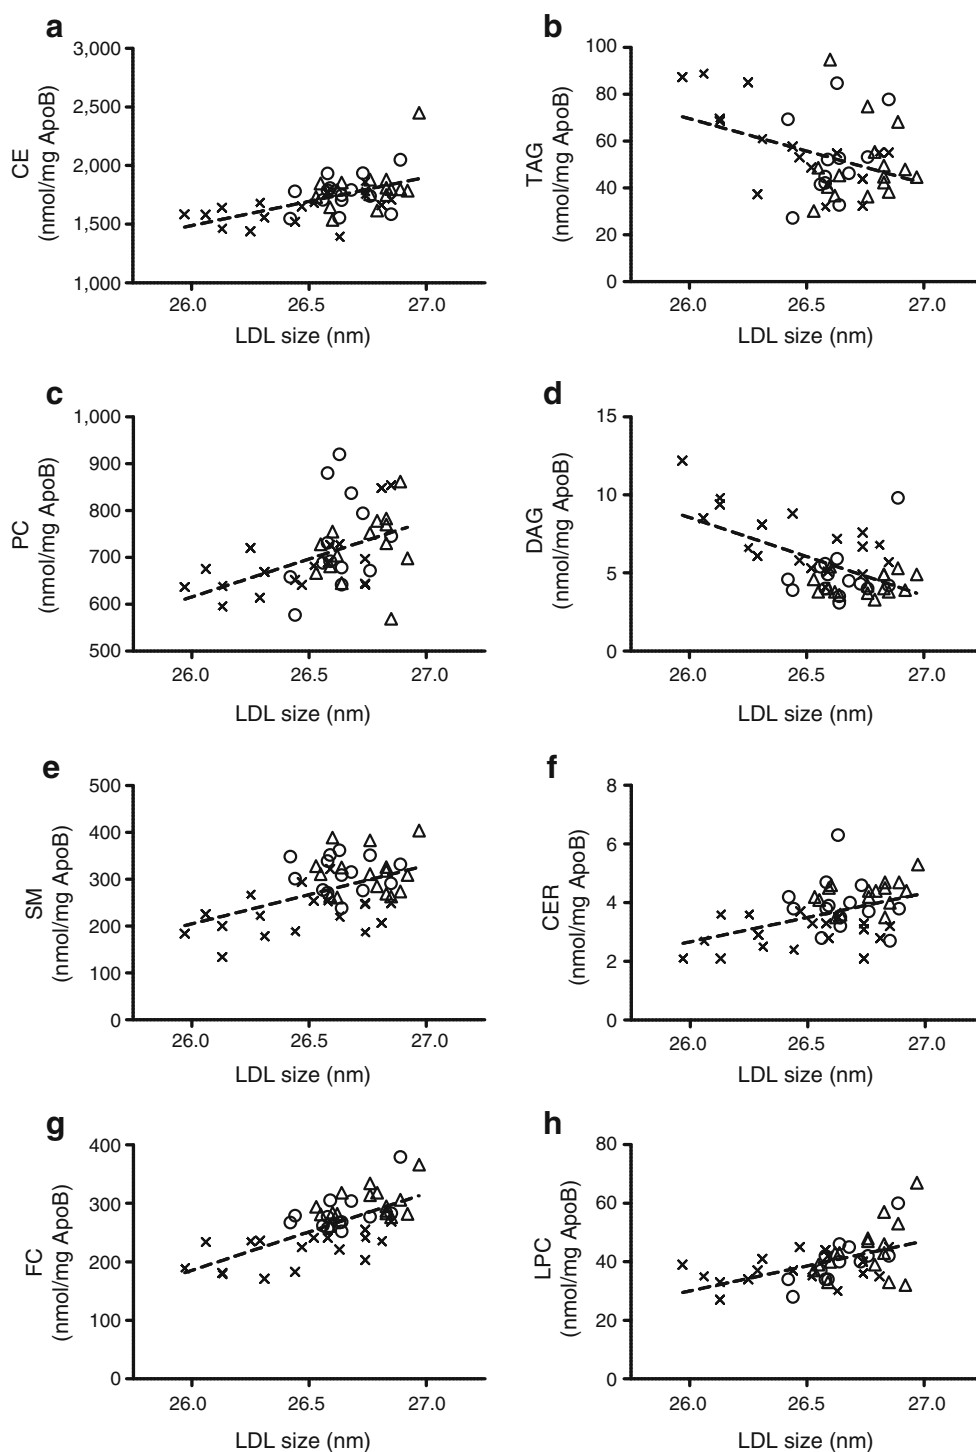 a
3,000
2,500
2,000
1,500
1,000
CE
(nmol/mg ApoB)
26.0 26.5 27.0
LDL size (nm)
b
100
80
60
40
20
0
TAG
(nmol/mg ApoB)
26.0 26.5 27.0
LDL size (nm)
c
1,000
900
800
700
600
500
PC
(nmol/mg ApoB)
26.0 26.5 27.0
LDL size (nm)
d
15
10
5
0
DAG
(nmol/mg ApoB)
26.0 26.5 27.0
LDL size (nm)
e
500
400
300
200
100
0
SM
(nmol/mg ApoB)
26.0 26.5 27.0
LDL size (nm)
f
8
6
4
2
0
CER
(nmol/mg ApoB)
26.0 26.5 27.0
LDL size (nm)
g
400
300
200
100
0
FC
(nmol/mg ApoB)
26.0 26.5 27.0
LDL size (nm)
h
80
60
40
20
0
LPC
(nmol/mg ApoB)
26.0 26.5 27.0
LDL size (nm)